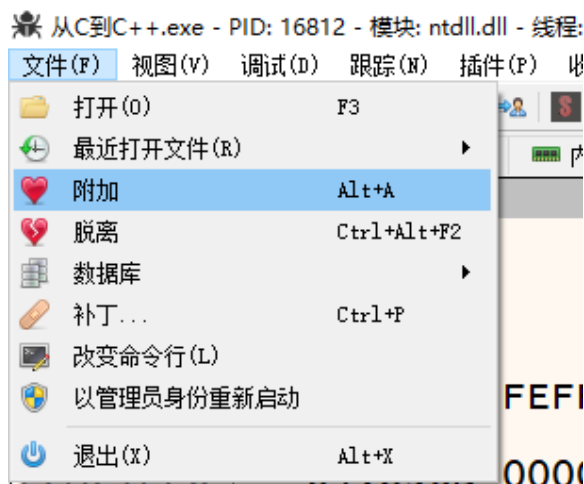 从C到C++.exe - PID: 16812 - 模块: ntdll.dll - 线程:
文件(F) 视图(V) 调试(D) 跟踪(N) 插件(P)
打开(O) F3
最近打开文件(R)
附加 Alt+A
脱离 Ctrl+Alt+F2
数据库
补丁... Ctrl+P
改变命令行(L)
以管理员身份重新启动
FEF
退出(X) Alt+X
000